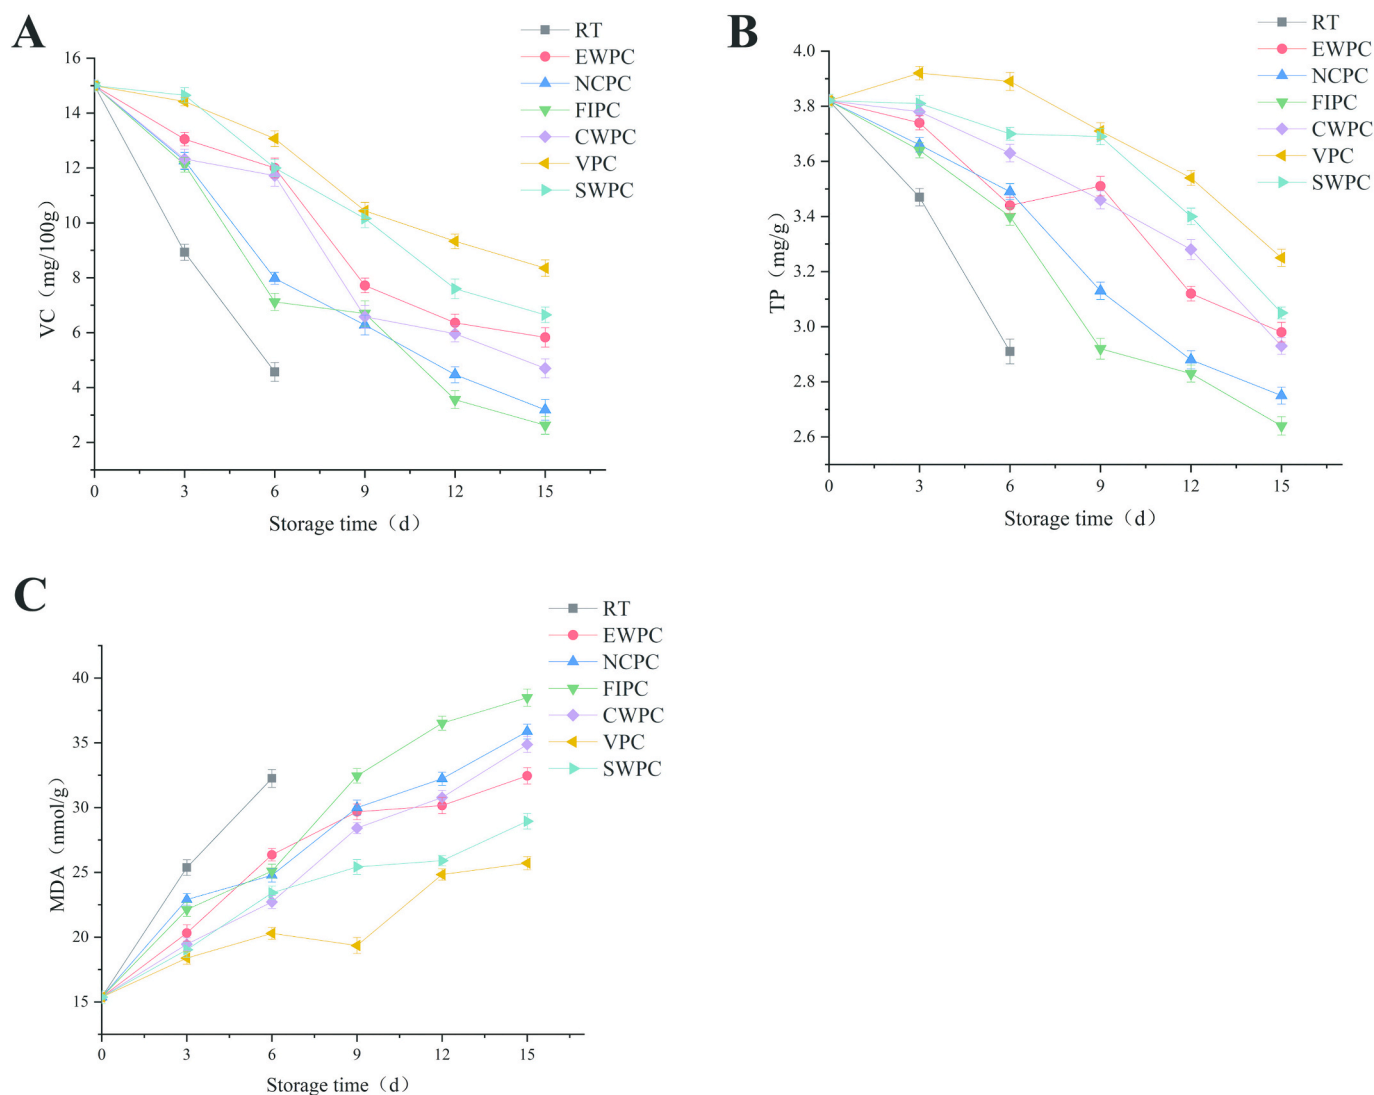 A
RT
EWPC
NCPC
FIPC
CWPC
VPC
SWPC
16
14
12
10
8
6
4
2
VC（mg/100g）
0 3 6 9 12 15
Storage time（d）
B
RT
EWPC
NCPC
FIPC
CWPC
VPC
SWPC
4.0
3.8
3.6
3.4
3.2
3.0
2.8
2.6
TP（mg/g）
0 3 6 9 12 15
Storage time（d）
C
RT
EWPC
NCPC
FIPC
CWPC
VPC
SWPC
40
35
30
25
20
15
MDA（nmol/g）
0 3 6 9 12 15
Storage time（d）